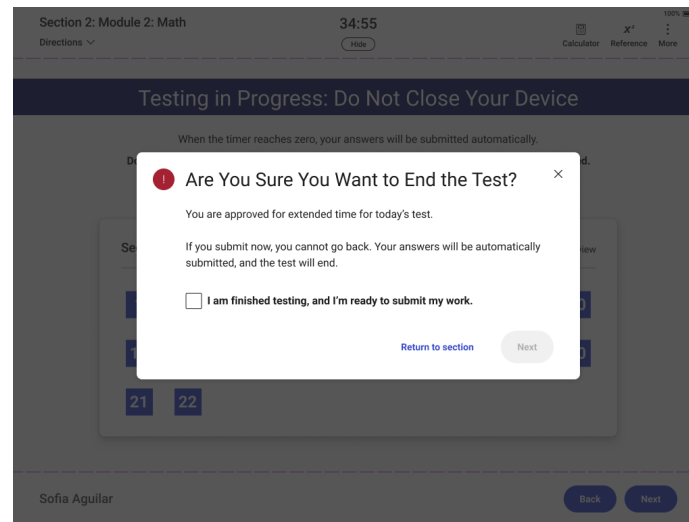 Section 2: Module 2: Math
34:55
100%
Directions
Hide
Calculator
Reference
More
Testing in Progress: Do Not Close Your Device
When the timer reaches zero, your answers will be submitted automatically.
Are You Sure You Want to End the Test?
You are approved for extended time for today's test.
If you submit now, you cannot go back. Your answers will be automatically
submitted, and the test will end.
I am finished testing, and I'm ready to submit my work.
Return to section
Next
21
22
Sofia Aguilar
Back
Next